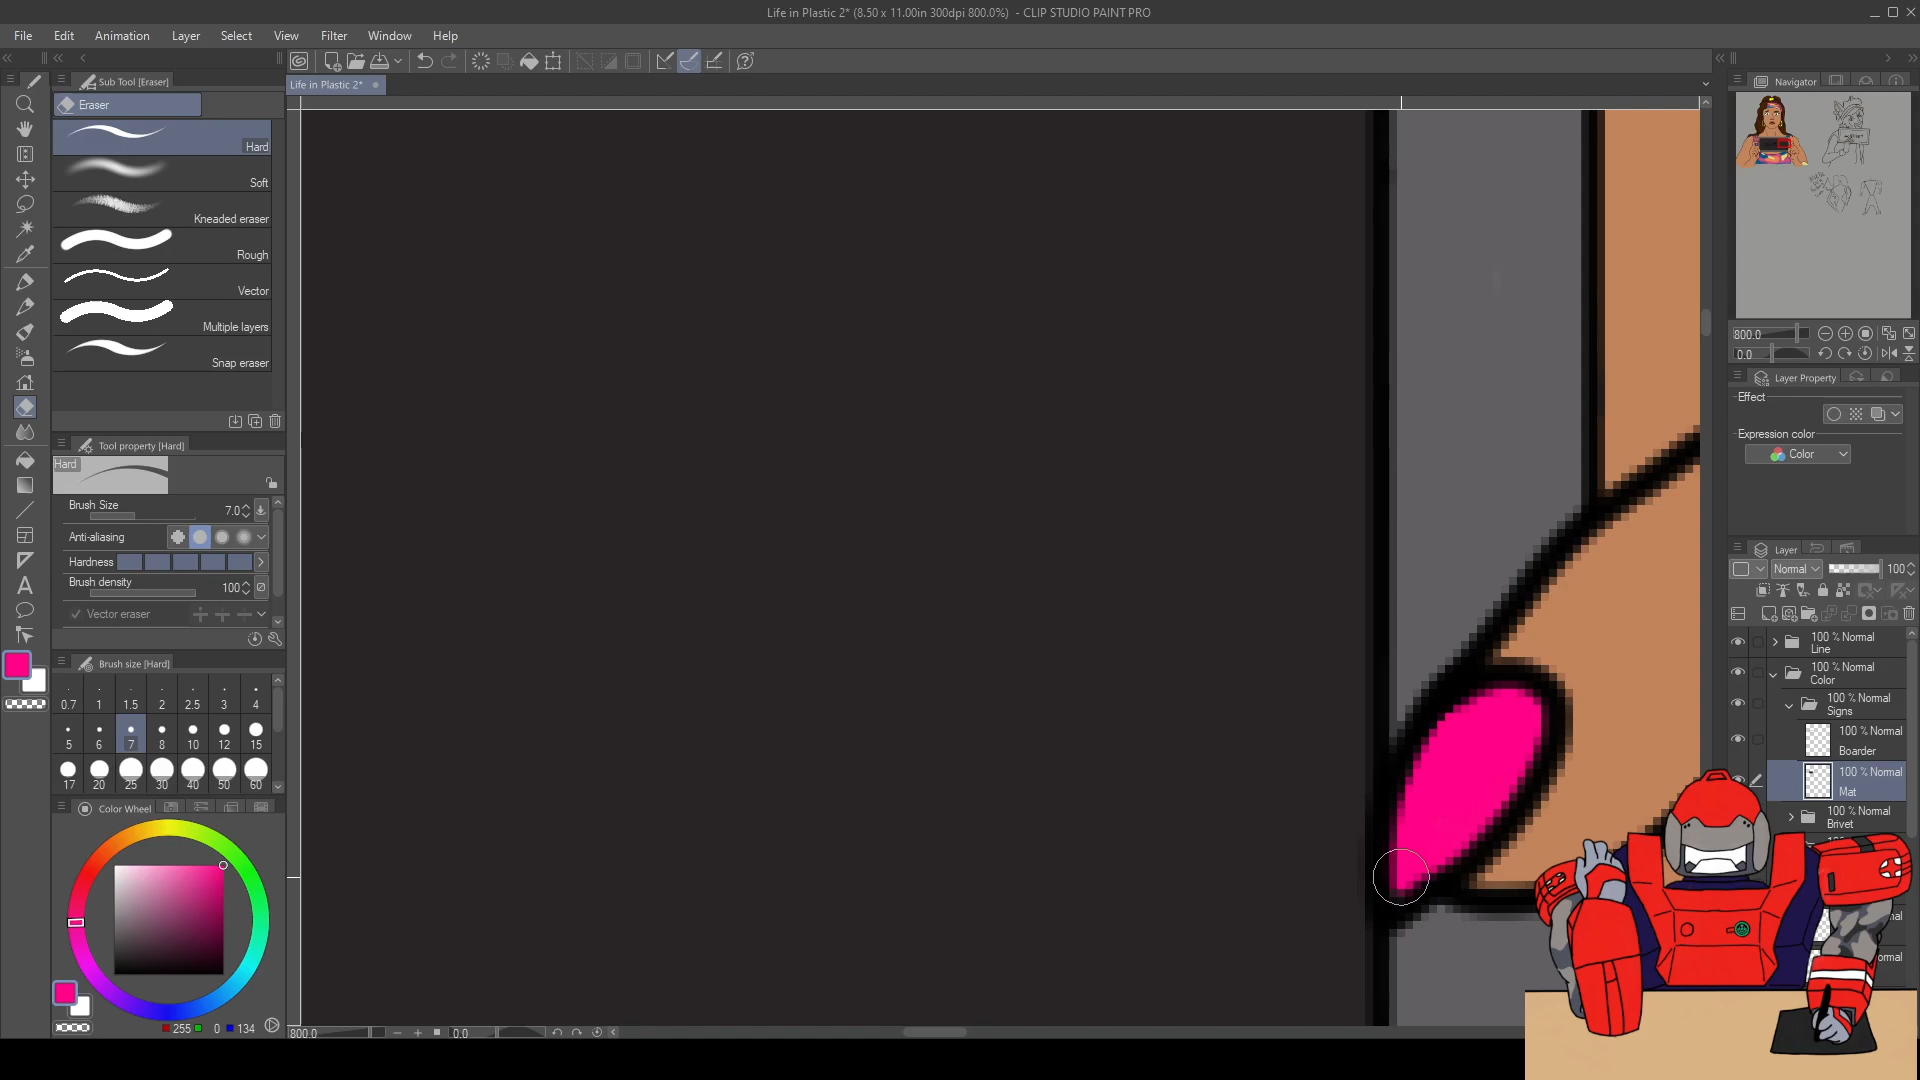 Life in Plastic 2* (8.50 x 11.00in 300dpi 800.0%) - CLIP STUDIO PAINT PRO
File Edit Animation Layer Select View Filter Window Help
Sub Tool [Eraser]
Life in Plastic 2*
Navigator
Eraser
Hard
Soft
Kneaded eraser
Rough
Vector
Multiple layers
Snap eraser
800.0
0.0
Layer Property
Effect
Expression color
Color
Tool property [Hard]
Hard
Brush Size 7.0
Anti-aliasing
Hardness
Brush density 100
Vector eraser
Layer
Normal 100
Brush size [Hard]
0.7 1 1.5 2 2.5 3 4
5 6 7 8 10 12 15
17 20 25 30 40 50 60
100 % Normal
Line
100 % Normal
Color
100 % Normal
Signs
100 % Normal
Boarder
100 % Normal
Mat
100 % Normal
Brivet
Color Wheel
255 0 134
800.0 0.0